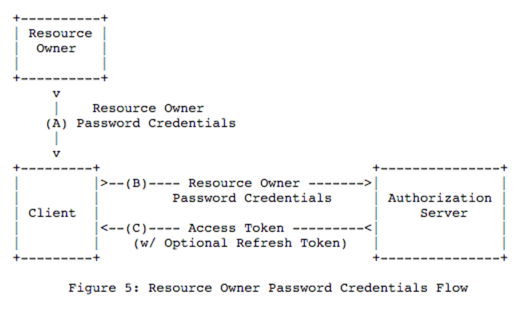 +----------+
| Resource |
|  Owner   |
|          |
+----------+
     v
     |    Resource Owner
    (A) Password Credentials
     |
     v
+---------+                                  +---------------+
|         |>--(B)---- Resource Owner ------->|               |
|         |         Password Credentials     | Authorization |
| Client  |                                  |     Server    |
|         |<--(C)---- Access Token ---------<|               |
|         |    (w/ Optional Refresh Token)   |               |
+---------+                                  +---------------+
Figure 5: Resource Owner Password Credentials Flow